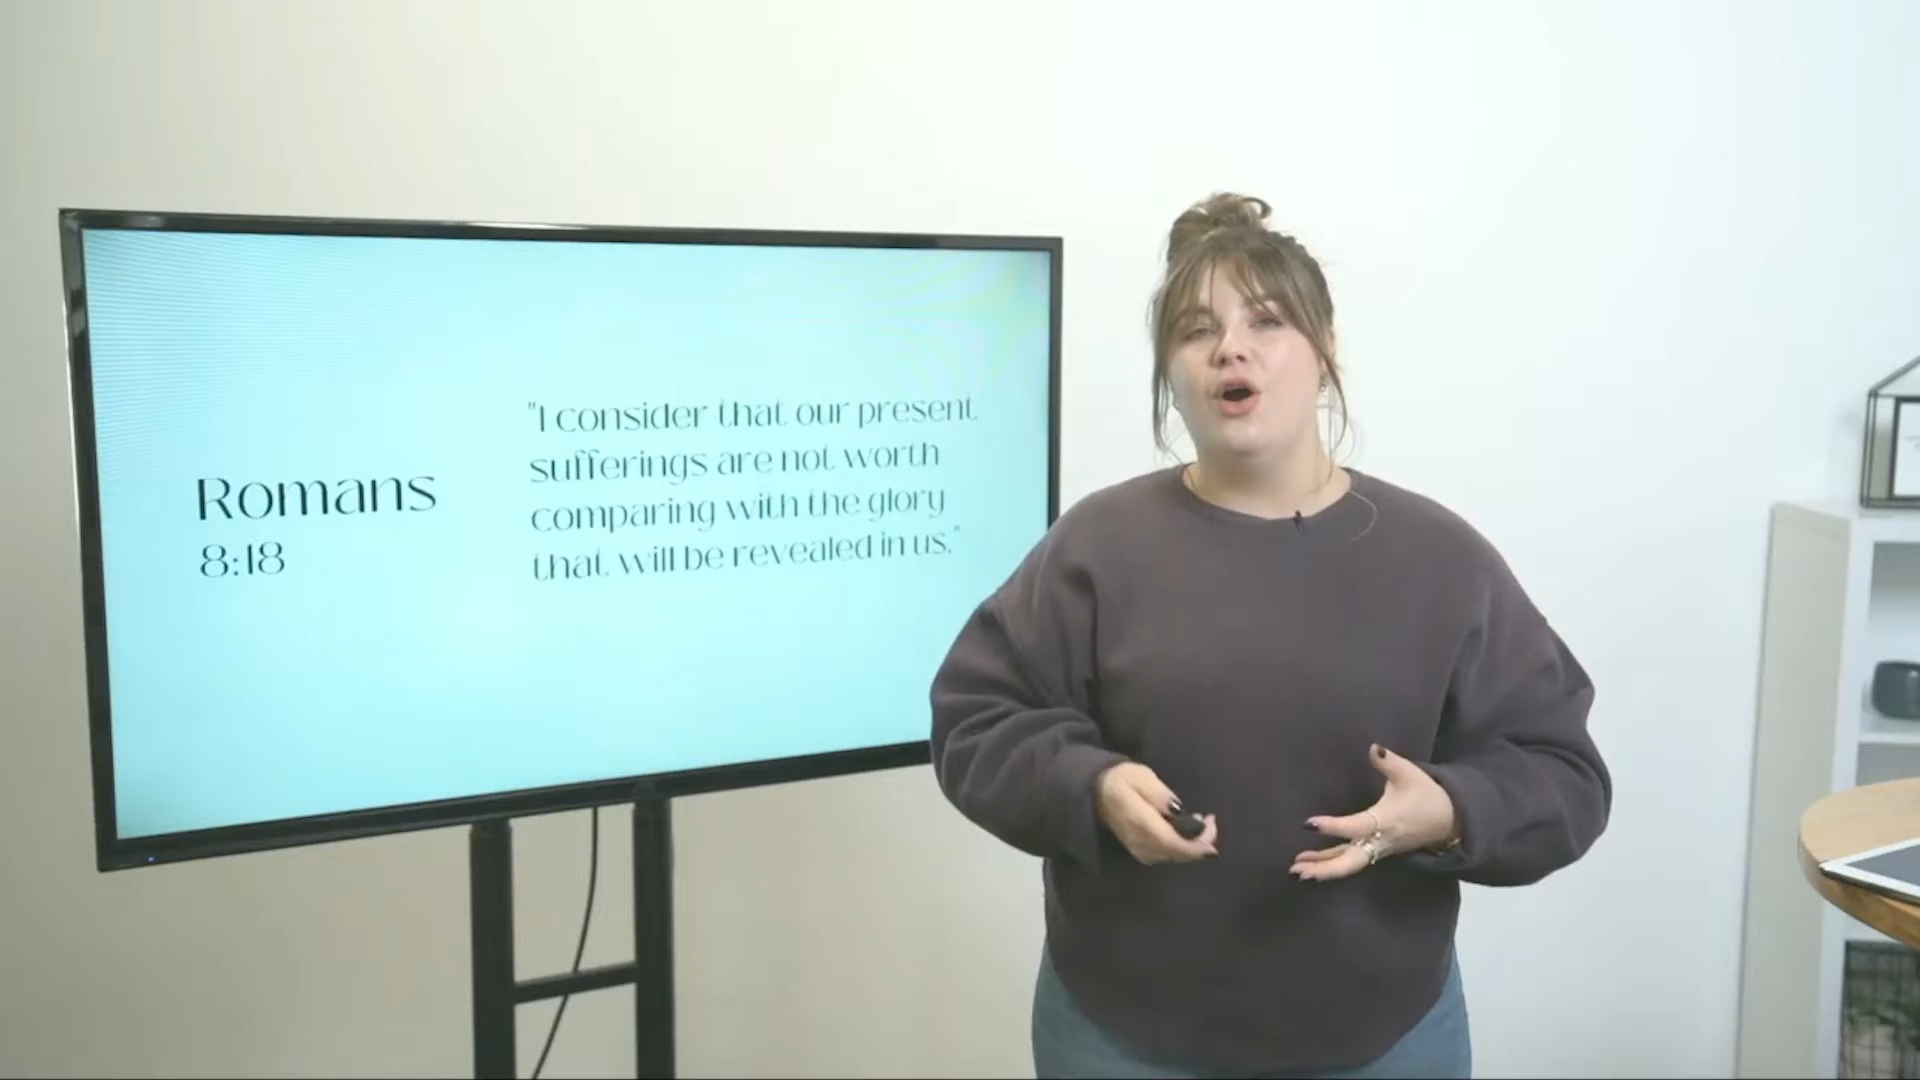 Romans
8:18
"I consider that our present
sufferings are not worth
comparing with the glory
that will be revealed in us."